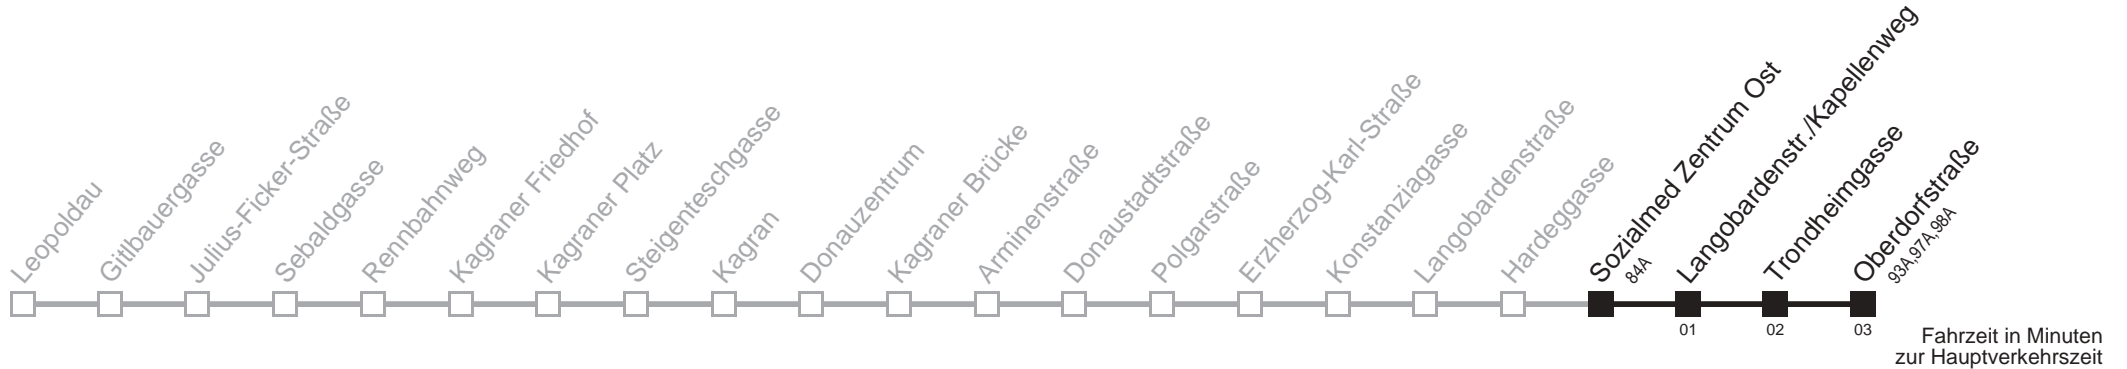 Leopoldau
Gitlbauergasse
Julius-Ficker-Straße
Sebaldgasse
Rennbahnweg
Kagraner Friedhof
Kagraner Platz
Steigenteschgasse
Kagran
Donauzentrum
Kagraner Brücke
Arminenstraße
Donaustadtstraße
Polgarstraße
Erzherzog-Karl-Straße
Konstanziagasse
Langobardenstraße
Hardeggasse
Sozialmed Zentrum Ost
84A
Langobardenstr./Kapellenweg
Trondheimgasse
Oberdorfstraße
93A,97A,98A
01
02
03
Fahrzeit in Minuten
zur Hauptverkehrszeit